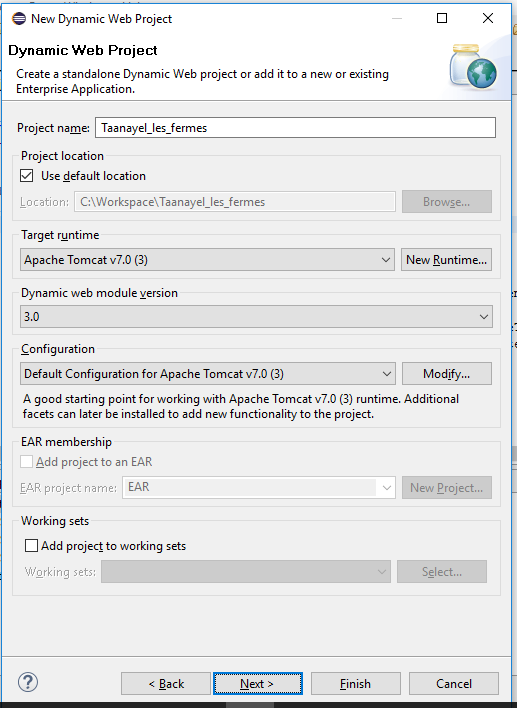 New Dynamic Web Project
Dynamic Web Project
Create a standalone Dynamic Web project or add it to a new or existing
Enterprise Application.
Project name: Taanayel_les_fermes
Project location
Use default location
Location: C:\Workspace\Taanayel_les_fermes Browse...
Target runtime
Apache Tomcat v7.0 (3) New Runtime...
Dynamic web module version
3.0
Configuration
Default Configuration for Apache Tomcat v7.0 (3) Modify...
A good starting point for working with Apache Tomcat v7.0 (3) runtime. Additional
facets can later be installed to add new functionality to the project.
EAR membership
Add project to an EAR
EAR project name: EAR New Project...
Working sets
Add project to working sets
Working sets: Select...
? < Back Next > Finish Cancel